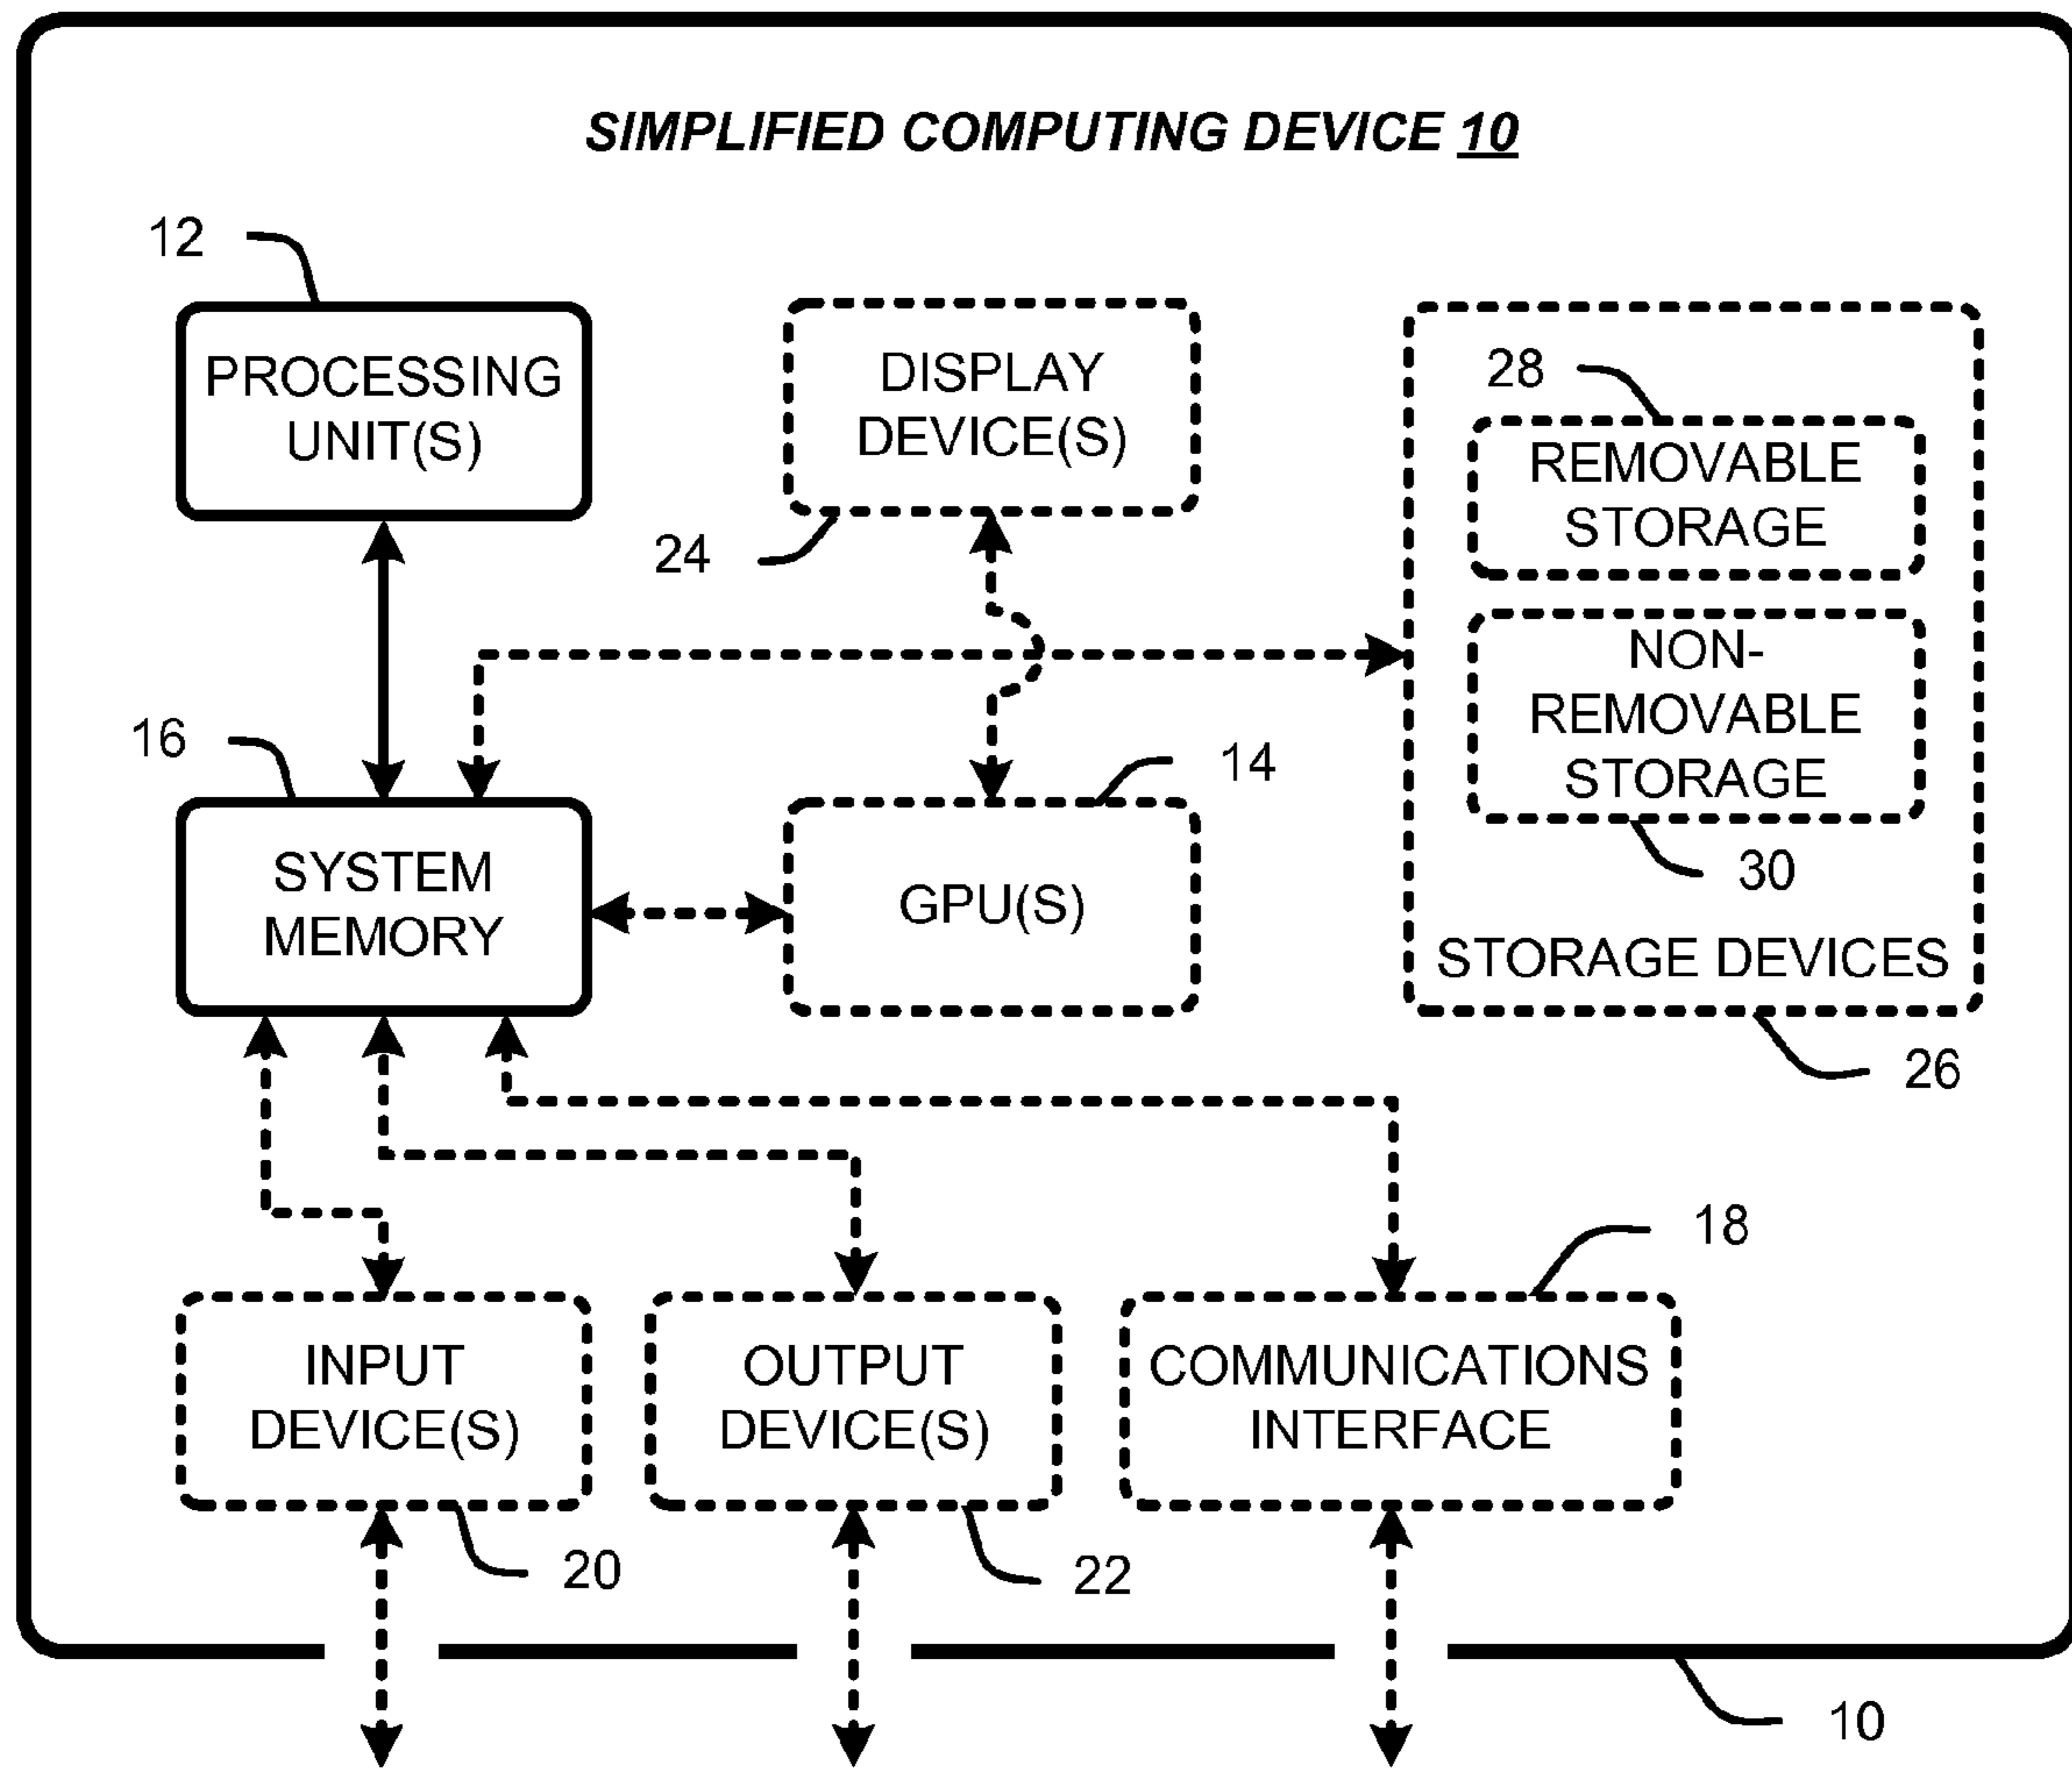 SIMPLIFIED COMPUTING DEVICE 10
12
PROCESSING
UNIT(S)
DISPLAY
DEVICE(S)
24
28
REMOVABLE
STORAGE
NON-
REMOVABLE
STORAGE
30
STORAGE DEVICES
26
16
SYSTEM
MEMORY
14
GPU(S)
18
INPUT
DEVICE(S)
20
OUTPUT
DEVICE(S)
22
COMMUNICATIONS
INTERFACE
10